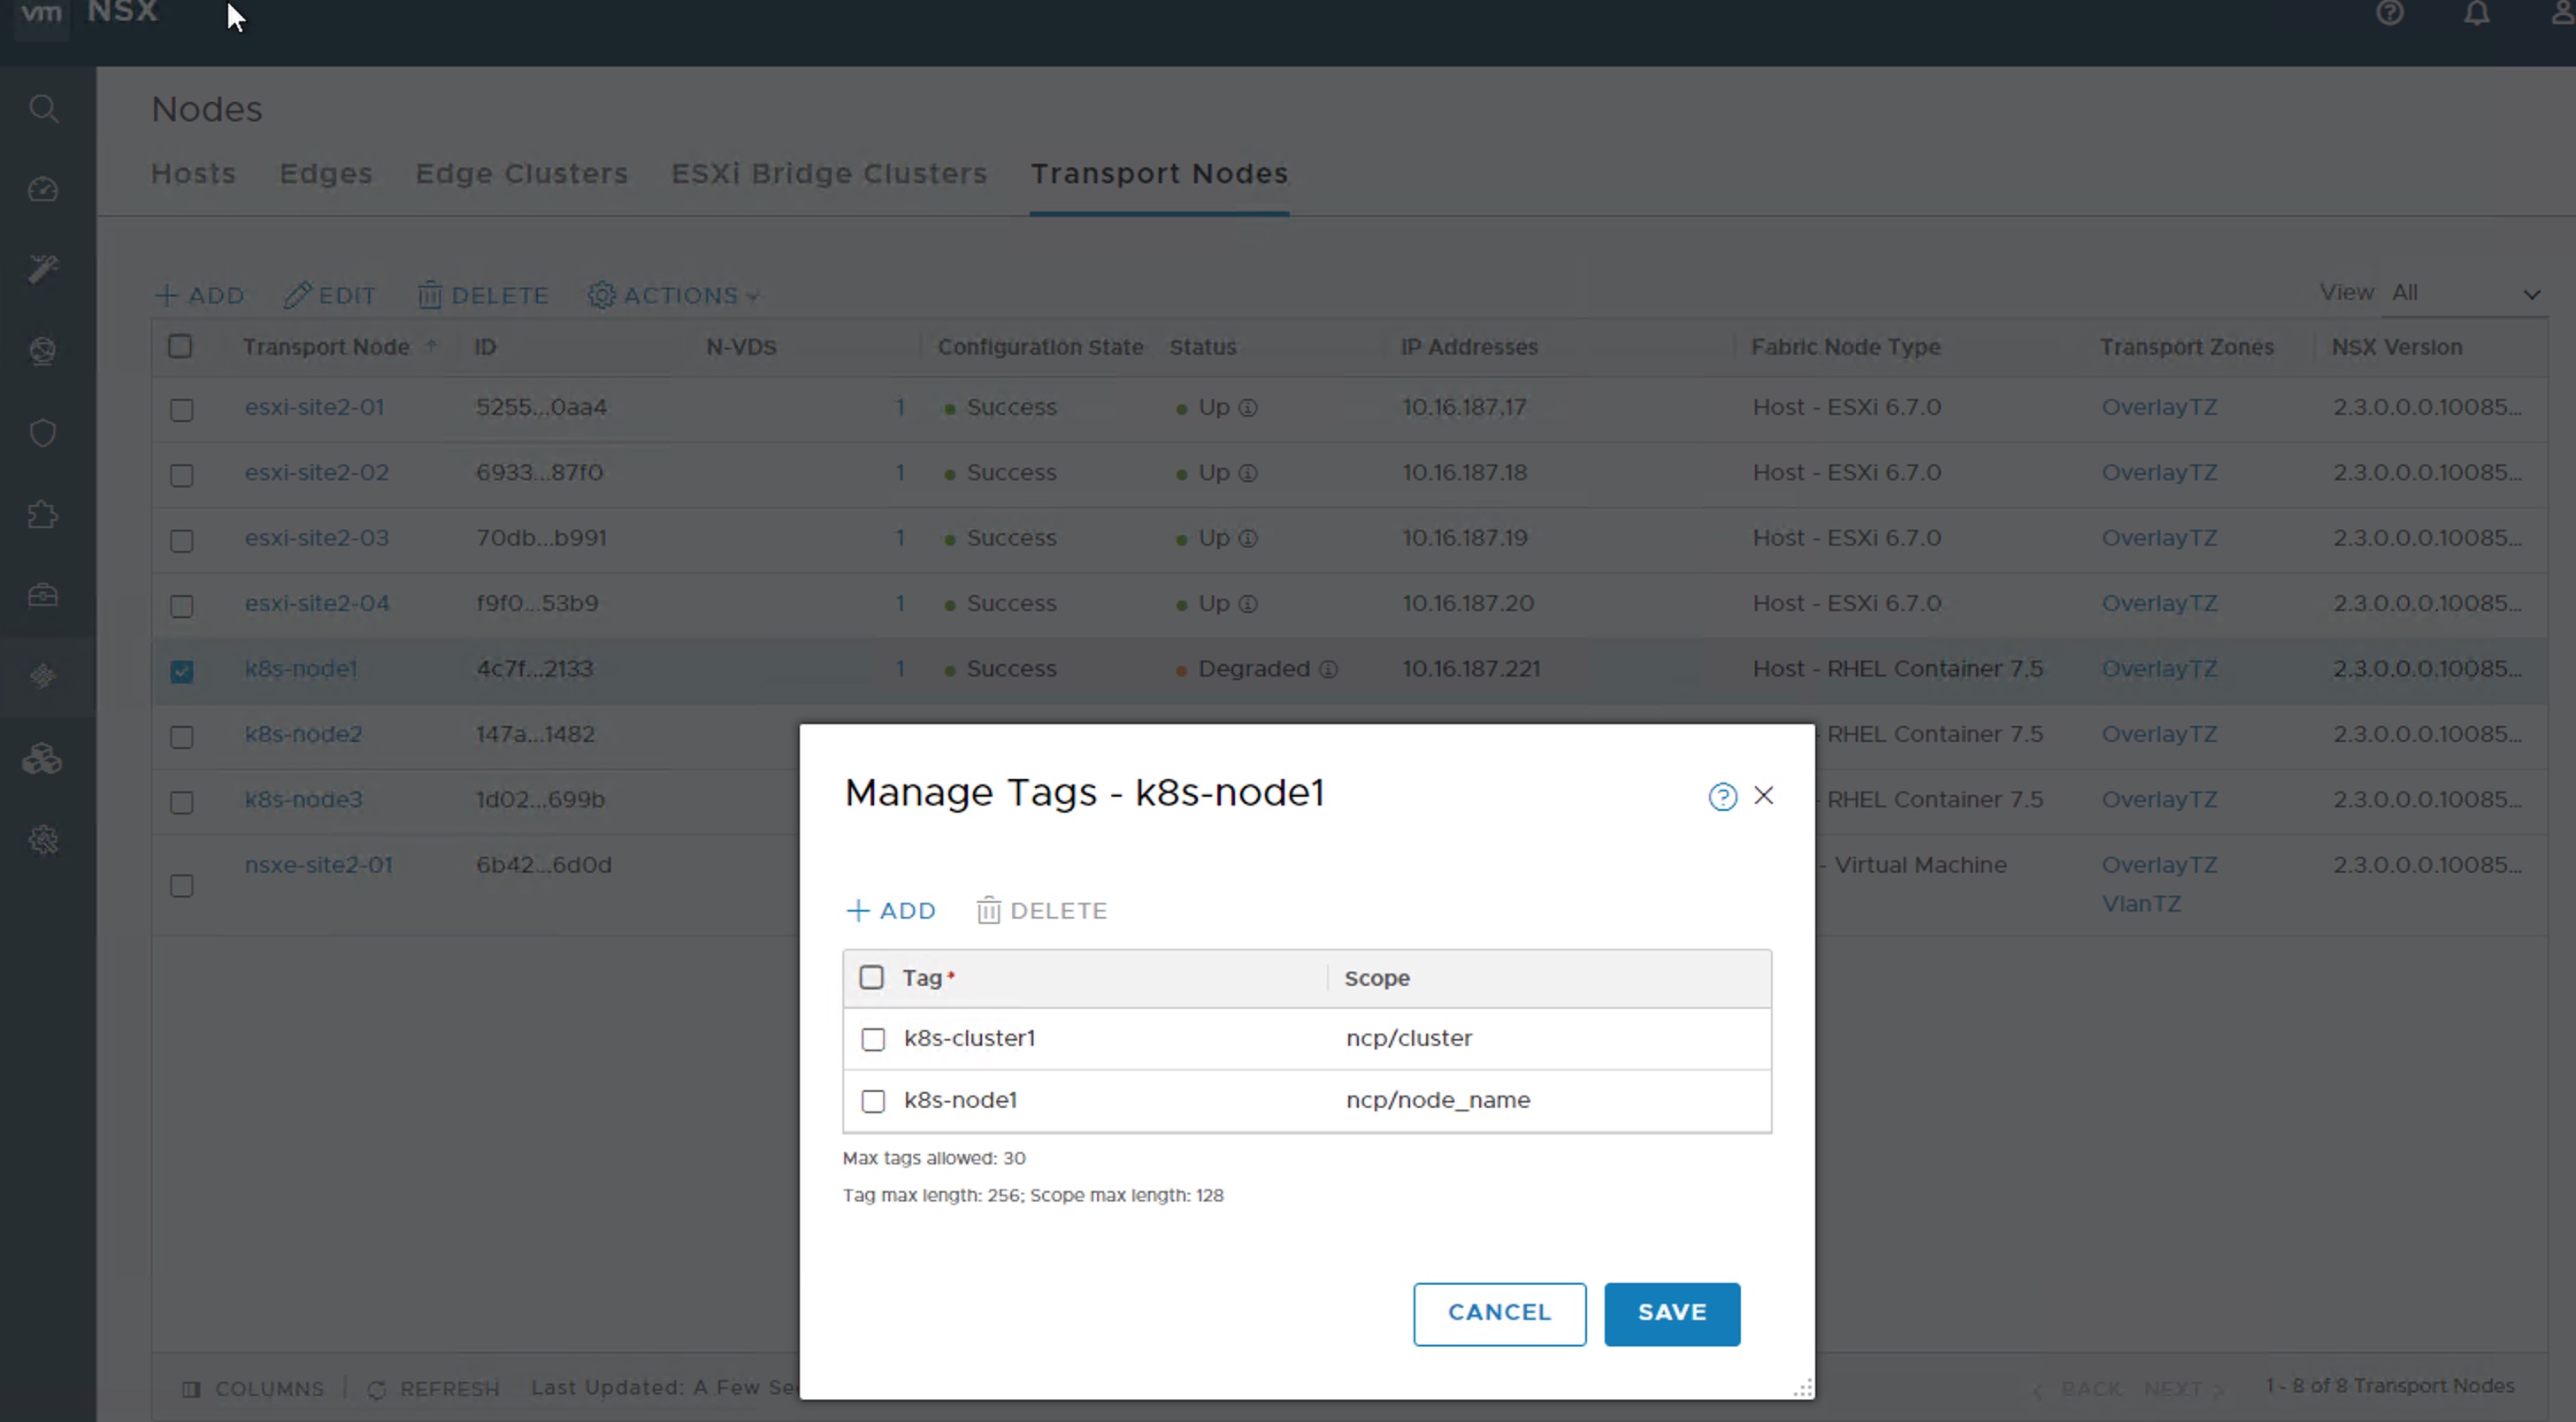 vm NSX
Nodes
Hosts Edges Edge Clusters ESXi Bridge Clusters Transport Nodes
+ ADD EDIT DELETE ACTIONS View All
Transport Node ↑ ID N-VDS Configuration State Status IP Addresses Fabric Node Type Transport Zones NSX Version
esxi-site2-01 5255...0aa4 1 Success Up 10.16.187.17 Host - ESXi 6.7.0 OverlayTZ 2.3.0.0.0.10085...
esxi-site2-02 6933...87f0 1 Success Up 10.16.187.18 Host - ESXi 6.7.0 OverlayTZ 2.3.0.0.0.10085...
esxi-site2-03 70db...b991 1 Success Up 10.16.187.19 Host - ESXi 6.7.0 OverlayTZ 2.3.0.0.0.10085...
esxi-site2-04 f9f0...53b9 1 Success Up 10.16.187.20 Host - ESXi 6.7.0 OverlayTZ 2.3.0.0.0.10085...
k8s-node1 4c7f...2133 1 Success Degraded 10.16.187.221 Host - RHEL Container 7.5 OverlayTZ 2.3.0.0.0.10085...
k8s-node2 147a...1482 - RHEL Container 7.5 OverlayTZ 2.3.0.0.0.10085...
k8s-node3 1d02...699b - RHEL Container 7.5 OverlayTZ 2.3.0.0.0.10085...
nsxe-site2-01 6b42...6d0d - Virtual Machine OverlayTZ 2.3.0.0.0.10085...
VlanTZ
Manage Tags - k8s-node1
+ ADD DELETE
Tag * Scope
k8s-cluster1 ncp/cluster
k8s-node1 ncp/node_name
Max tags allowed: 30
Tag max length: 256; Scope max length: 128
CANCEL SAVE
COLUMNS REFRESH Last Updated: A Few Se
BACK NEXT 1 - 8 of 8 Transport Nodes